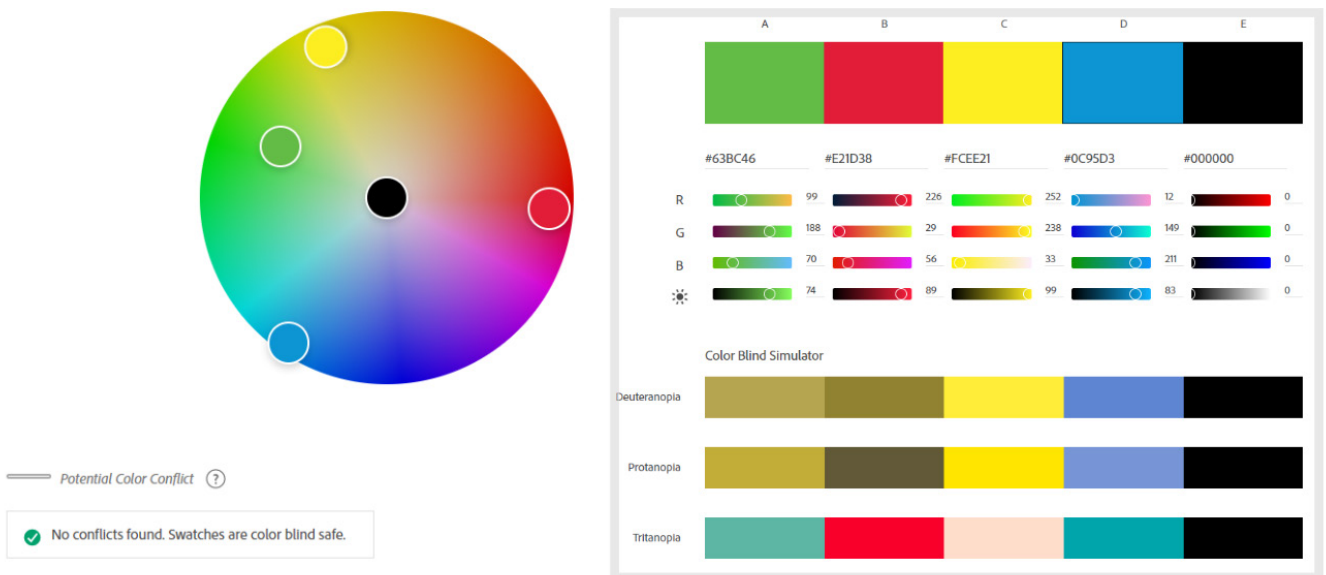 A B C D E
#63BC46 #E21D38 #FCEE21 #0C95D3 #000000
R 99 226 252 12 0
G 188 29 238 149 0
B 70 56 33 211 0
74 89 99 83 0
Color Blind Simulator
Deuteranopia
Protanopia
Tritanopia
Potential Color Conflict ?
No conflicts found. Swatches are color blind safe.